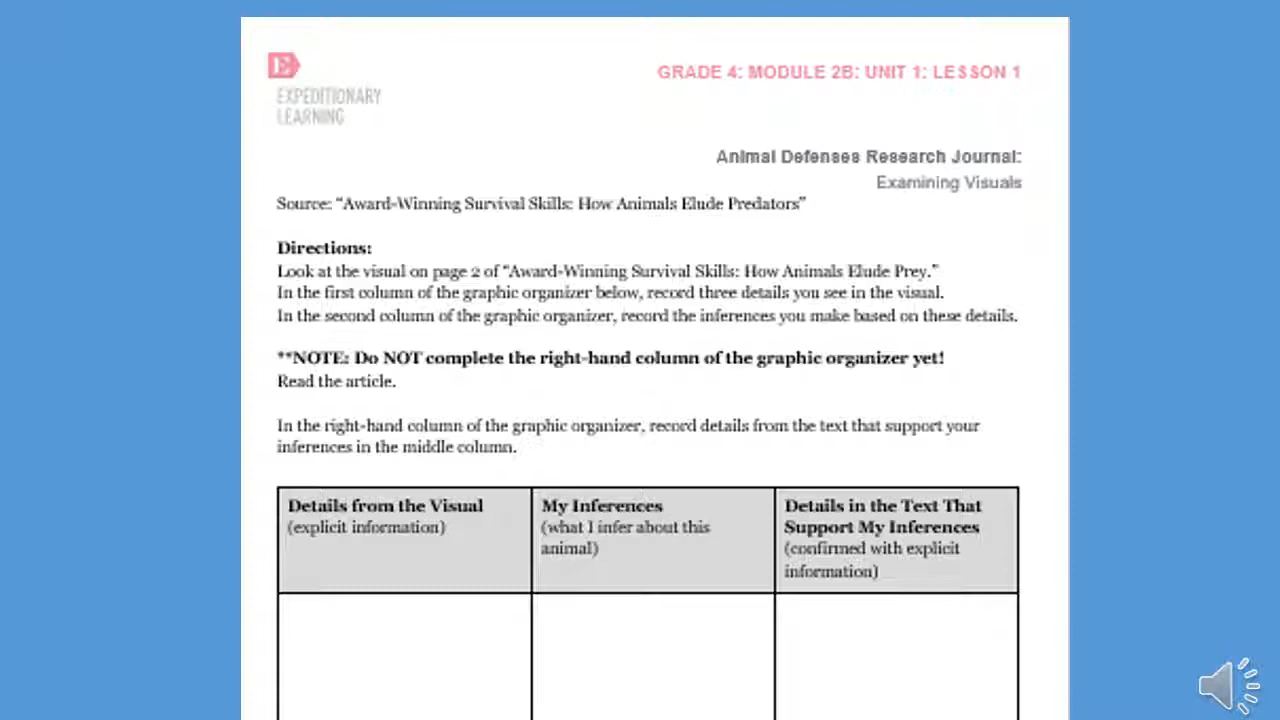 E
EXPEDITIONARY
LEARNING
GRADE 4: MODULE 2B: UNIT 1: LESSON 1
Animal Defenses Research Journal:
Examining Visuals
Source: “Award-Winning Survival Skills: How Animals Elude Predators”
Directions:
Look at the visual on page 2 of “Award-Winning Survival Skills: How Animals Elude Prey.”
In the first column of the graphic organizer below, record three details you see in the visual.
In the second column of the graphic organizer, record the inferences you make based on these details.
**NOTE: Do NOT complete the right-hand column of the graphic organizer yet!
Read the article.
In the right-hand column of the graphic organizer, record details from the text that support your
inferences in the middle column.
Details from the Visual
(explicit information)
My Inferences
(what I infer about this
animal)
Details in the Text That
Support My Inferences
(confirmed with explicit
information)